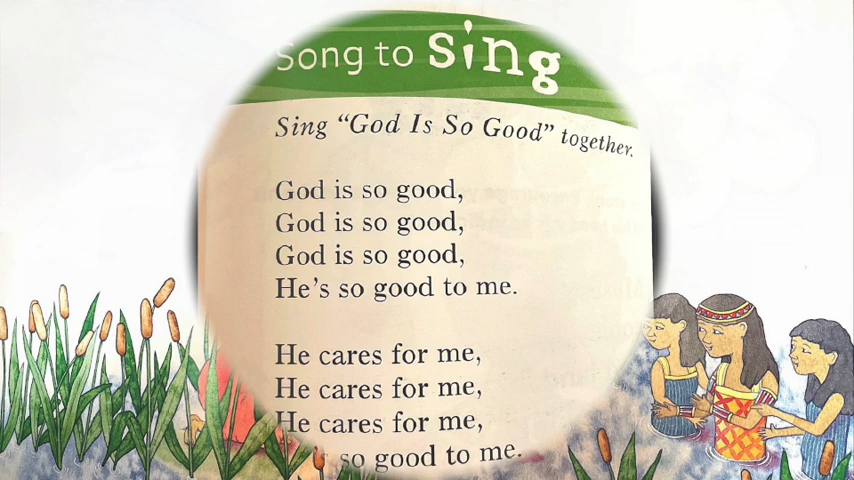 Song to Sing
Sing “God Is So Good” together.
God is so good,
God is so good,
God is so good,
He’s so good to me.
He cares for me,
He cares for me,
He cares for me,
so good to me.